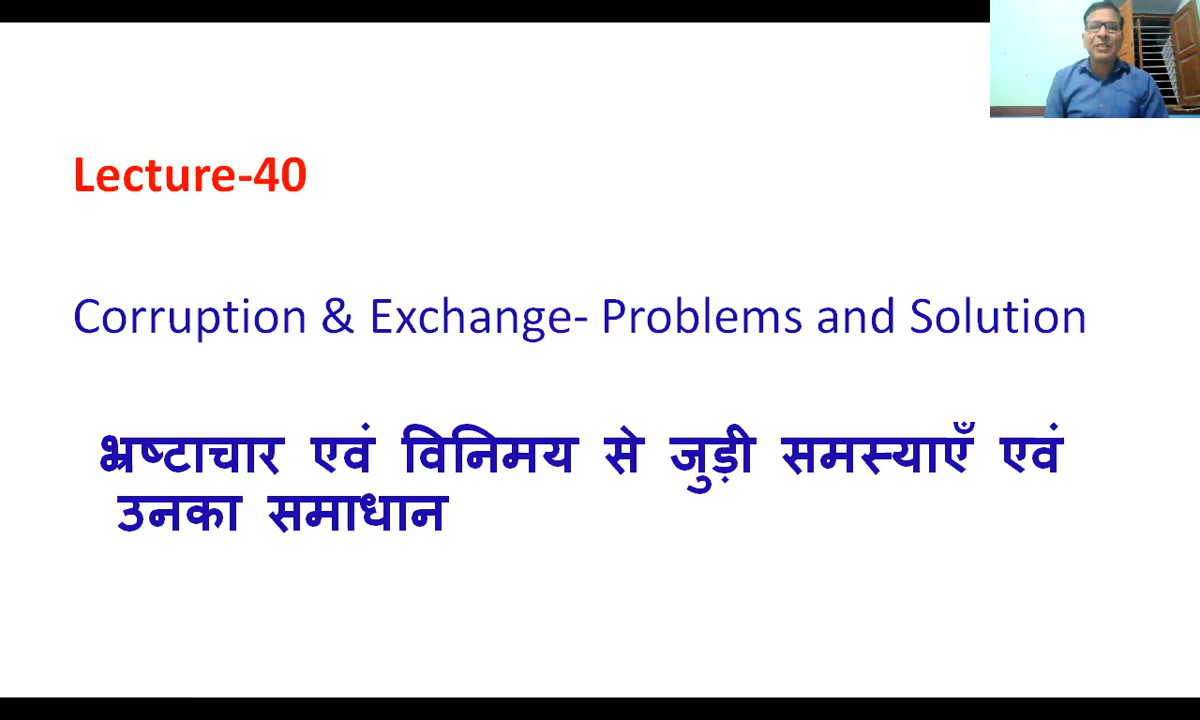 Lecture-40
Corruption & Exchange- Problems and Solution
भ्रष्टाचार एवं विनिमय से जुड़ी समस्याएँ एवं
उनका समाधान